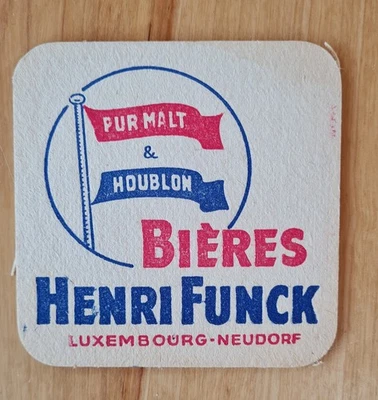 PUR MALT
&
HOUBLON
BIÈRES
HENRI FUNCK
LUXEMBOURG-NEUDORF